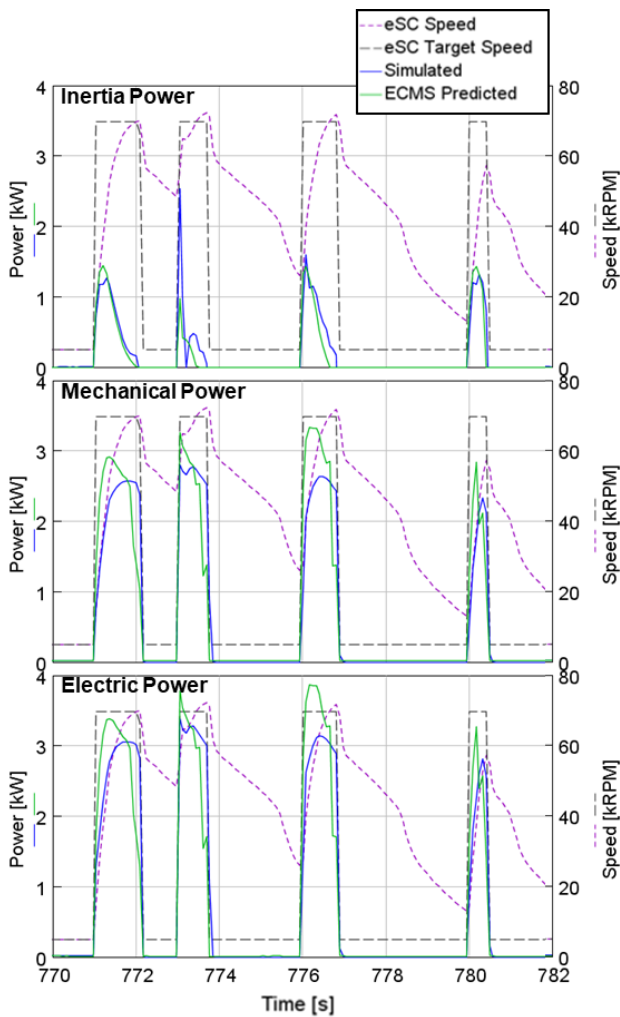 eSC Speed
eSC Target Speed
Simulated
ECMS Predicted
Inertia Power
4
3
2
1
0
Power [kW]
80
60
40
20
0
Speed [kRPM]
Mechanical Power
4
3
2
1
0
Power [kW]
80
60
40
20
0
Speed [kRPM]
Electric Power
4
3
2
1
0
Power [kW]
80
60
40
20
0
Speed [kRPM]
770 772 774 776 778 780 782
Time [s]